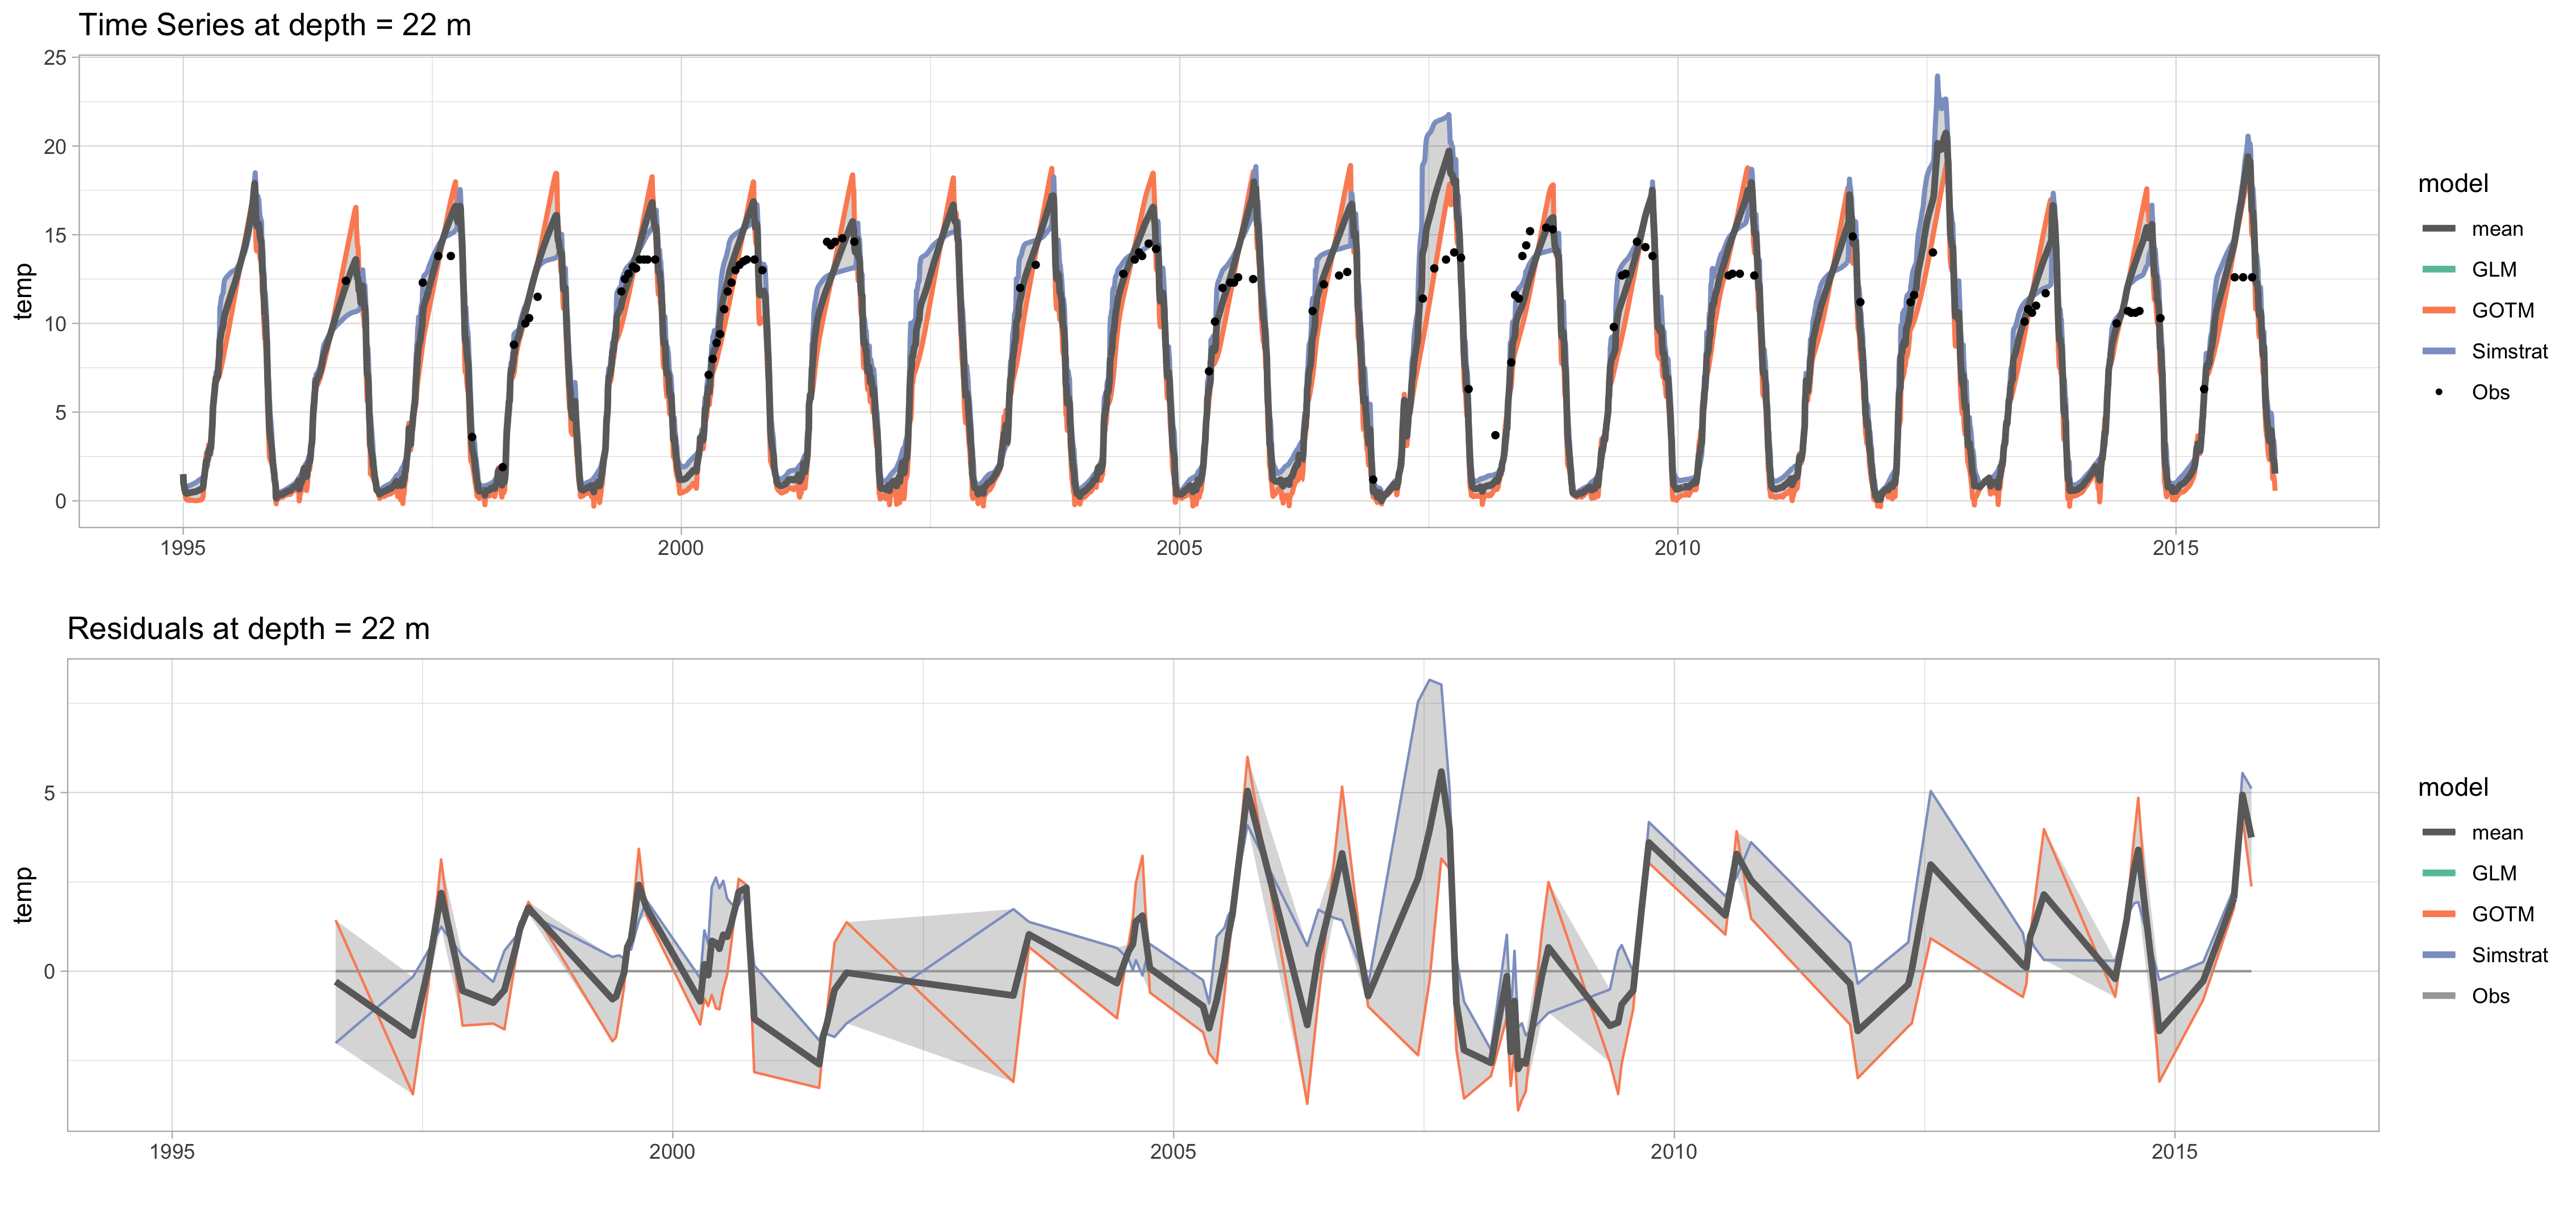 Time Series at depth = 22 m
25
20
15
10
5
0
temp
1995
2000
2005
2010
2015
model
mean
GLM
GOTM
Simstrat
Obs
Residuals at depth = 22 m
5
0
temp
1995
2000
2005
2010
2015
model
mean
GLM
GOTM
Simstrat
Obs